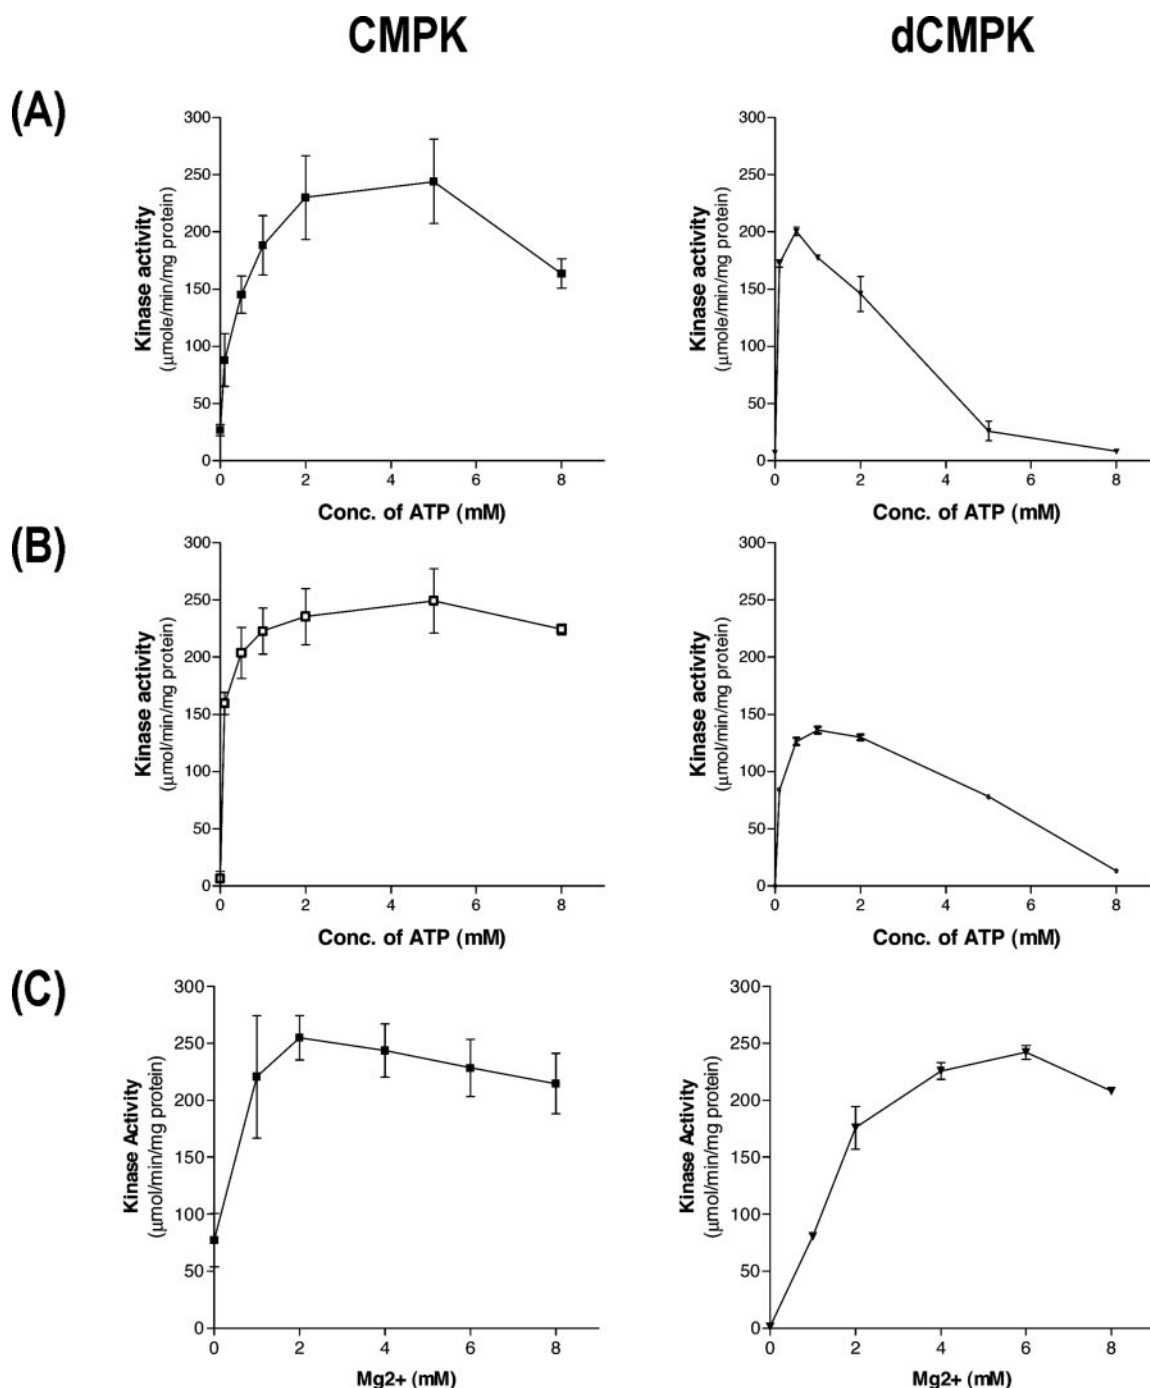 CMPK
dCMPK
(A)
300
250
200
150
100
50
0
0 2 4 6 8
Kinase activity
(μmole/min/mg protein)
Conc. of ATP (mM)
300
250
200
150
100
50
0
0 2 4 6 8
Kinase activity
(μmole/min/mg protein)
Conc. of ATP (mM)
(B)
300
250
200
150
100
50
0
0 2 4 6 8
Kinase activity
(μmol/min/mg protein)
Conc. of ATP (mM)
300
250
200
150
100
50
0
0 2 4 6 8
Kinase activity
(μmol/min/mg protein)
Conc. of ATP (mM)
(C)
300
250
200
150
100
50
0
0 2 4 6 8
Kinase Activity
(μmol/min/mg protein)
Mg2+ (mM)
300
250
200
150
100
50
0
0 2 4 6 8
Kinase Activity
(μmol/min/mg protein)
Mg2+ (mM)